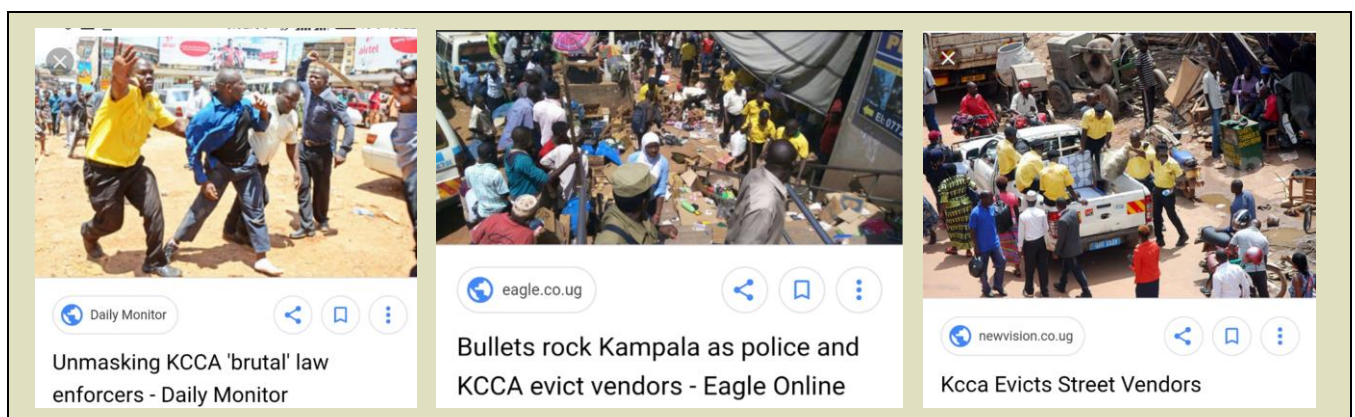 airtel
Daily Monitor
Unmasking KCCA 'brutal' law
enforcers - Daily Monitor
eagle.co.ug
Bullets rock Kampala as police and
KCCA evict vendors - Eagle Online
newvision.co.ug
Kcca Evicts Street Vendors